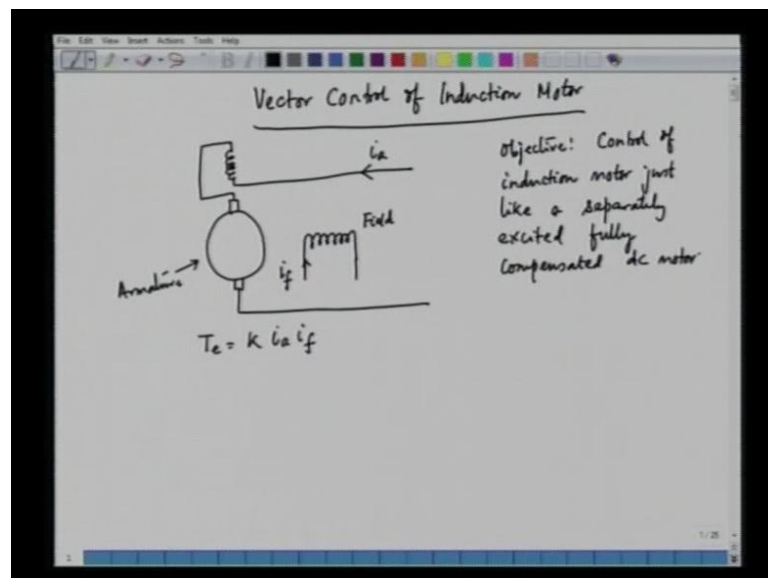 File Edit View Insert Actions Tools Help
Vector Control of Induction Motor
Objective: Control of
induction motor just
like a separately
excited fully
compensated dc motor
ia
Field
if
Armature
Te = K ia if
1/25
1